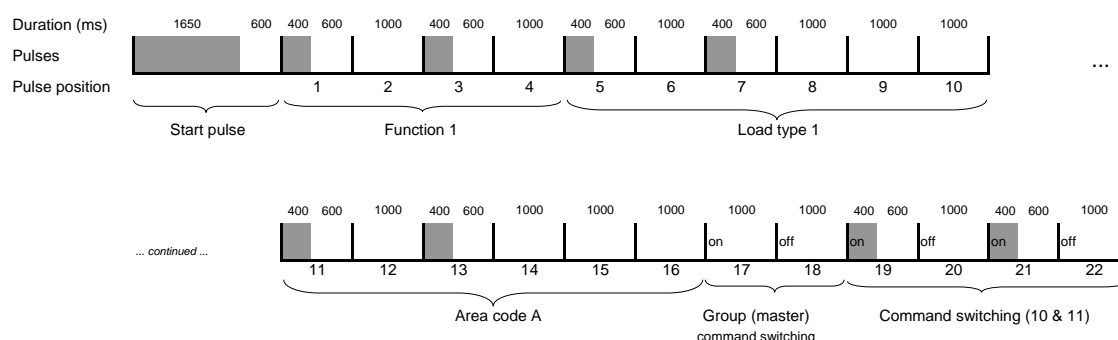 Duration (ms) 1650 600 400 600 1000 400 600 1000 400 600 1000 400 600 1000 1000 1000
Pulses ...
Pulse position 1 2 3 4 5 6 7 8 9 10
Start pulse Function 1 Load type 1
400 600 1000 400 600 1000 1000 1000 1000 1000 400 600 1000 400 600 1000
... continued ... on off on off on off
11 12 13 14 15 16 17 18 19 20 21 22
Area code A Group (master) Command switching (10 & 11)
command switching